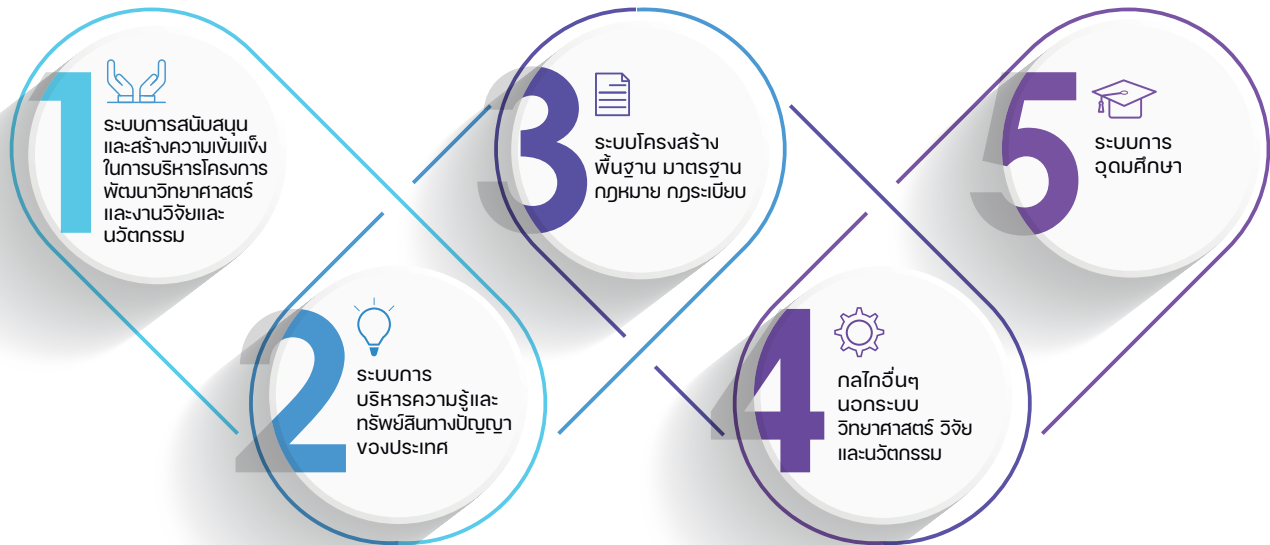 1
ระบบการสนับสนุน
และสร้างความเข้มแข็ง
ในการบริหารโครงการ
พัฒนาวิทยาศาสตร์
และงานวิจัยและ
นวัตกรรม
2
ระบบการ
บริหารความรู้และ
ทรัพย์สินทางปัญญา
ของประเทศ
3
ระบบโครงสร้าง
พื้นฐาน มาตรฐาน
กฎหมาย กฎระเบียบ
4
กลไกอื่นๆ
นอกระบบ
วิทยาศาสตร์ วิจัย
และนวัตกรรม
5
ระบบการ
อุดมศึกษา